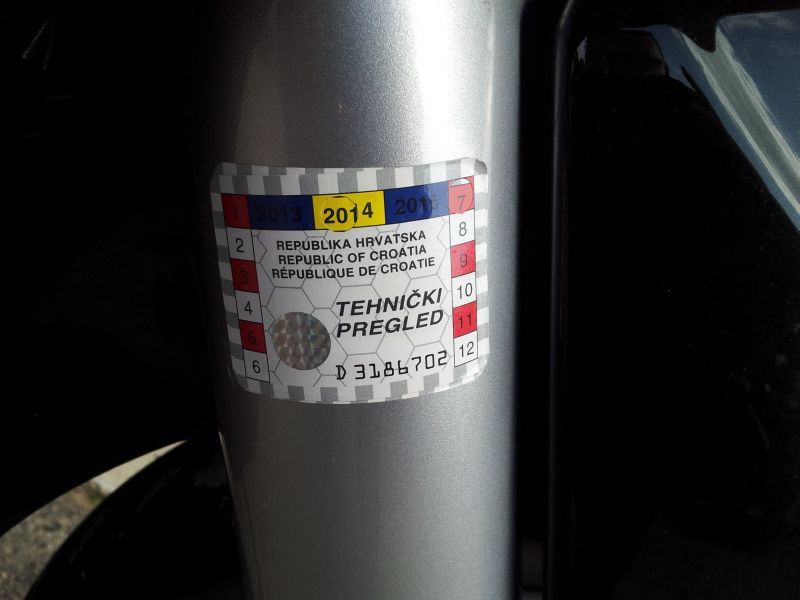 1 2013 2014 2015 7
2 8
REPUBLIKA HRVATSKA
REPUBLIC OF CROATIA
RÉPUBLIQUE DE CROATIE
3 9
4 10
TEHNIČKI
PREGLED
5 11
6 12
D 3186702